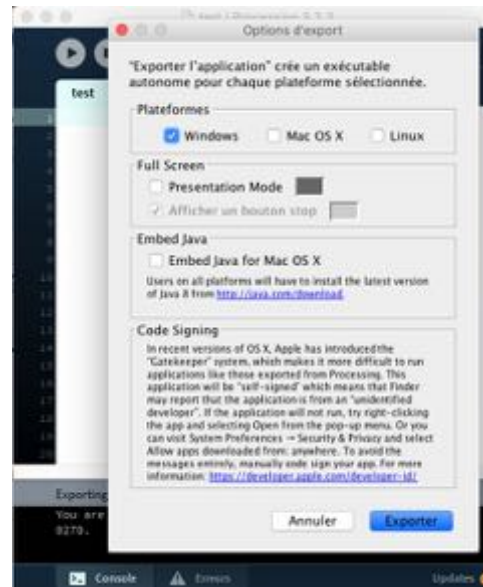 Options d'export
"Exporter l'application" crée un exécutable
autonome pour chaque plateforme sélectionnée.
test
Plateformes
Windows Mac OS X Linux
Full Screen
Presentation Mode
Afficher un bouton stop
Embed Java
Embed Java for Mac OS X
Users on all platforms will have to install the latest version
of Java 8 from http://java.com/download.
Code Signing
In recent versions of OS X, Apple has introduced the
"Gatekeeper" system, which makes it more difficult to run
applications like those exported from Processing. This
application will be "self-signed" which means that Finder
may report that the application is from an "unidentified
developer". If the application will not run, try right-clicking
the app and selecting Open from the pop-up menu. Or you
can visit System Preferences → Security & Privacy and select
Allow apps downloaded from: anywhere. To avoid the
messages entirely, manually code sign your app. For more
information: https://developer.apple.com/developer-id/
Exporting
You are
0270.
Annuler Exporter
Console Erreurs Updates